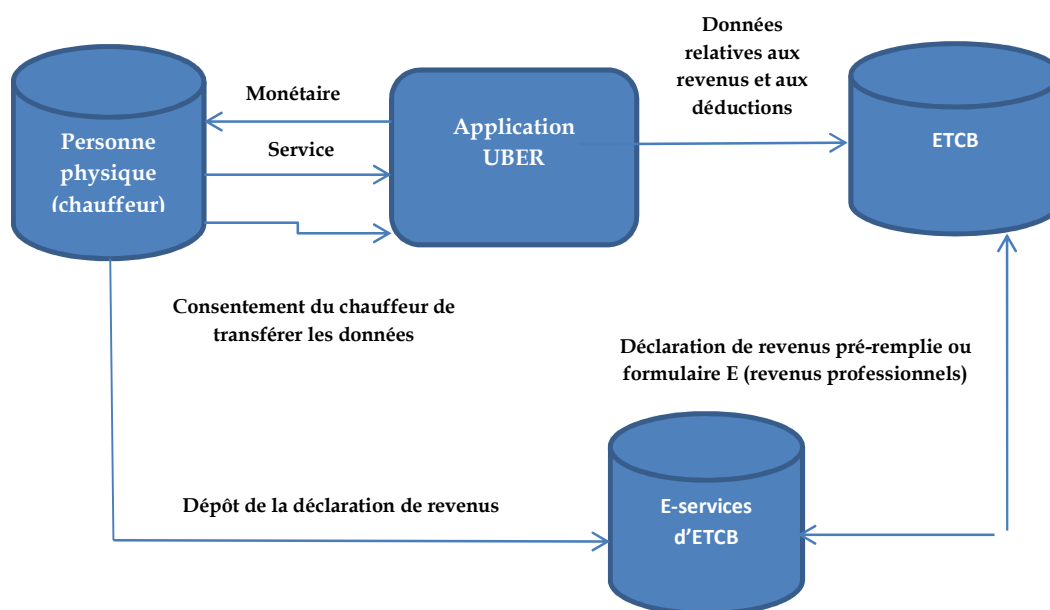 Données
relatives aux
revenus et aux
déductions
Monétaire
Application
UBER
Personne
physique
(chauffeur)
Service
ETCB
Consentement du chauffeur de
transférer les données
Déclaration de revenus pré-remplie ou
formulaire E (revenus professionnels)
Dépôt de la déclaration de revenus
E-services
d'ETCB